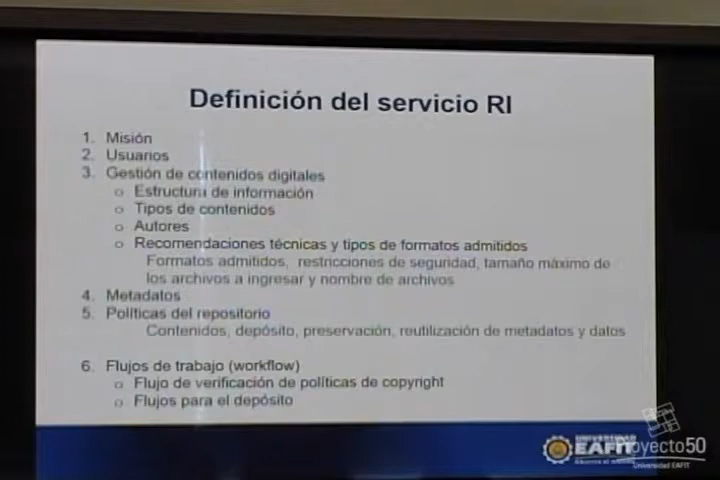 Definición del servicio RI
1. Misión
2. Usuarios
3. Gestión de contenidos digitales
o Estructura de información
o Tipos de contenidos
o Autores
o Recomendaciones técnicas y tipos de formatos admitidos
Formatos admitidos, restricciones de seguridad, tamaño máximo de
los archivos a ingresar y nombre de archivos
4. Metadatos
5. Políticas del repositorio
Contenidos, depósito, preservación, reutilización de metadatos y datos
6. Flujos de trabajo (workflow)
o Flujo de verificación de políticas de copyright
o Flujos para el depósito
UNIVERSIDAD
EAFIT
Proyecto50
Universidad EAFIT